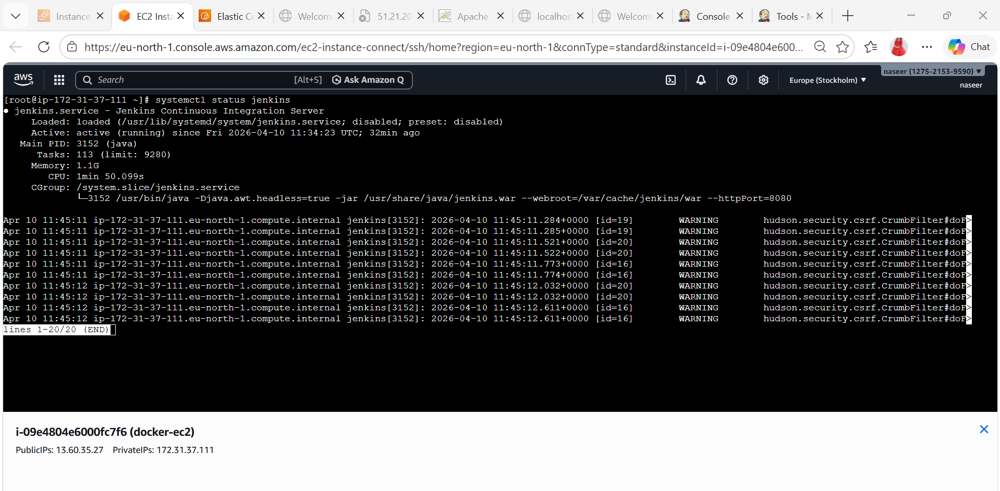 Instance
EC2 Insta
Elastic Co
Welcome
51.21.20
Apache T
localhost
Welcome
Console
Tools - M
https://eu-north-1.console.aws.amazon.com/ec2-instance-connect/ssh/home?region=eu-north-1&connType=standard&instanceId=i-09e4804e600...
Chat
aws
Search
[Alt+S]
Ask Amazon Q
Europe (Stockholm)
naseer (1275-2153-9590)
naseer
[root@ip-172-31-37-111 ~]# systemctl status jenkins
● jenkins.service - Jenkins Continuous Integration Server
Loaded: loaded (/usr/lib/systemd/system/jenkins.service; disabled; preset: disabled)
Active: active (running) since Fri 2026-04-10 11:34:23 UTC; 32min ago
Main PID: 3152 (java)
Tasks: 113 (limit: 9280)
Memory: 1.1G
CPU: 1min 50.099s
CGroup: /system.slice/jenkins.service
└─3152 /usr/bin/java -Djava.awt.headless=true -jar /usr/share/java/jenkins.war --webroot=/var/cache/jenkins/war --httpPort=8080
Apr 10 11:45:11 ip-172-31-37-111.eu-north-1.compute.internal jenkins[3152]: 2026-04-10 11:45:11.284+0000 [id=19] WARNING hudson.security.csrf.CrumbFilter#doF>
Apr 10 11:45:11 ip-172-31-37-111.eu-north-1.compute.internal jenkins[3152]: 2026-04-10 11:45:11.285+0000 [id=19] WARNING hudson.security.csrf.CrumbFilter#doF>
Apr 10 11:45:11 ip-172-31-37-111.eu-north-1.compute.internal jenkins[3152]: 2026-04-10 11:45:11.521+0000 [id=20] WARNING hudson.security.csrf.CrumbFilter#doF>
Apr 10 11:45:11 ip-172-31-37-111.eu-north-1.compute.internal jenkins[3152]: 2026-04-10 11:45:11.522+0000 [id=20] WARNING hudson.security.csrf.CrumbFilter#doF>
Apr 10 11:45:11 ip-172-31-37-111.eu-north-1.compute.internal jenkins[3152]: 2026-04-10 11:45:11.773+0000 [id=16] WARNING hudson.security.csrf.CrumbFilter#doF>
Apr 10 11:45:11 ip-172-31-37-111.eu-north-1.compute.internal jenkins[3152]: 2026-04-10 11:45:11.774+0000 [id=16] WARNING hudson.security.csrf.CrumbFilter#doF>
Apr 10 11:45:12 ip-172-31-37-111.eu-north-1.compute.internal jenkins[3152]: 2026-04-10 11:45:12.032+0000 [id=20] WARNING hudson.security.csrf.CrumbFilter#doF>
Apr 10 11:45:12 ip-172-31-37-111.eu-north-1.compute.internal jenkins[3152]: 2026-04-10 11:45:12.032+0000 [id=20] WARNING hudson.security.csrf.CrumbFilter#doF>
Apr 10 11:45:12 ip-172-31-37-111.eu-north-1.compute.internal jenkins[3152]: 2026-04-10 11:45:12.611+0000 [id=16] WARNING hudson.security.csrf.CrumbFilter#doF>
Apr 10 11:45:12 ip-172-31-37-111.eu-north-1.compute.internal jenkins[3152]: 2026-04-10 11:45:12.611+0000 [id=16] WARNING hudson.security.csrf.CrumbFilter#doF>
lines 1-20/20 (END)
i-09e4804e6000fc7f6 (docker-ec2)
PublicIPs: 13.60.35.27 PrivateIPs: 172.31.37.111